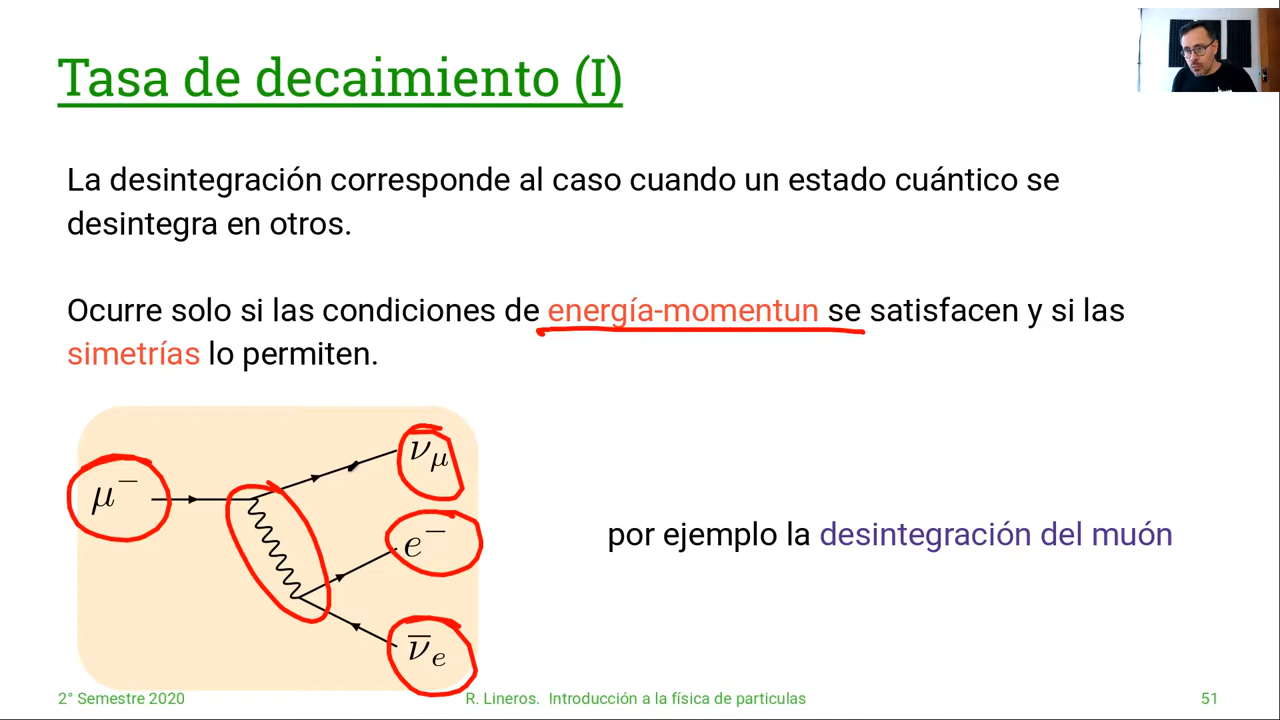 Tasa de decaimiento (I)
La desintegración corresponde al caso cuando un estado cuántico se
desintegra en otros.
Ocurre solo si las condiciones de energía-momentun se satisfacen y si las
simetrías lo permiten.
μ⁻
ν_μ
e⁻
ν̅_e
por ejemplo la desintegración del muón
2° Semestre 2020
R. Lineros. Introducción a la física de particulas
51